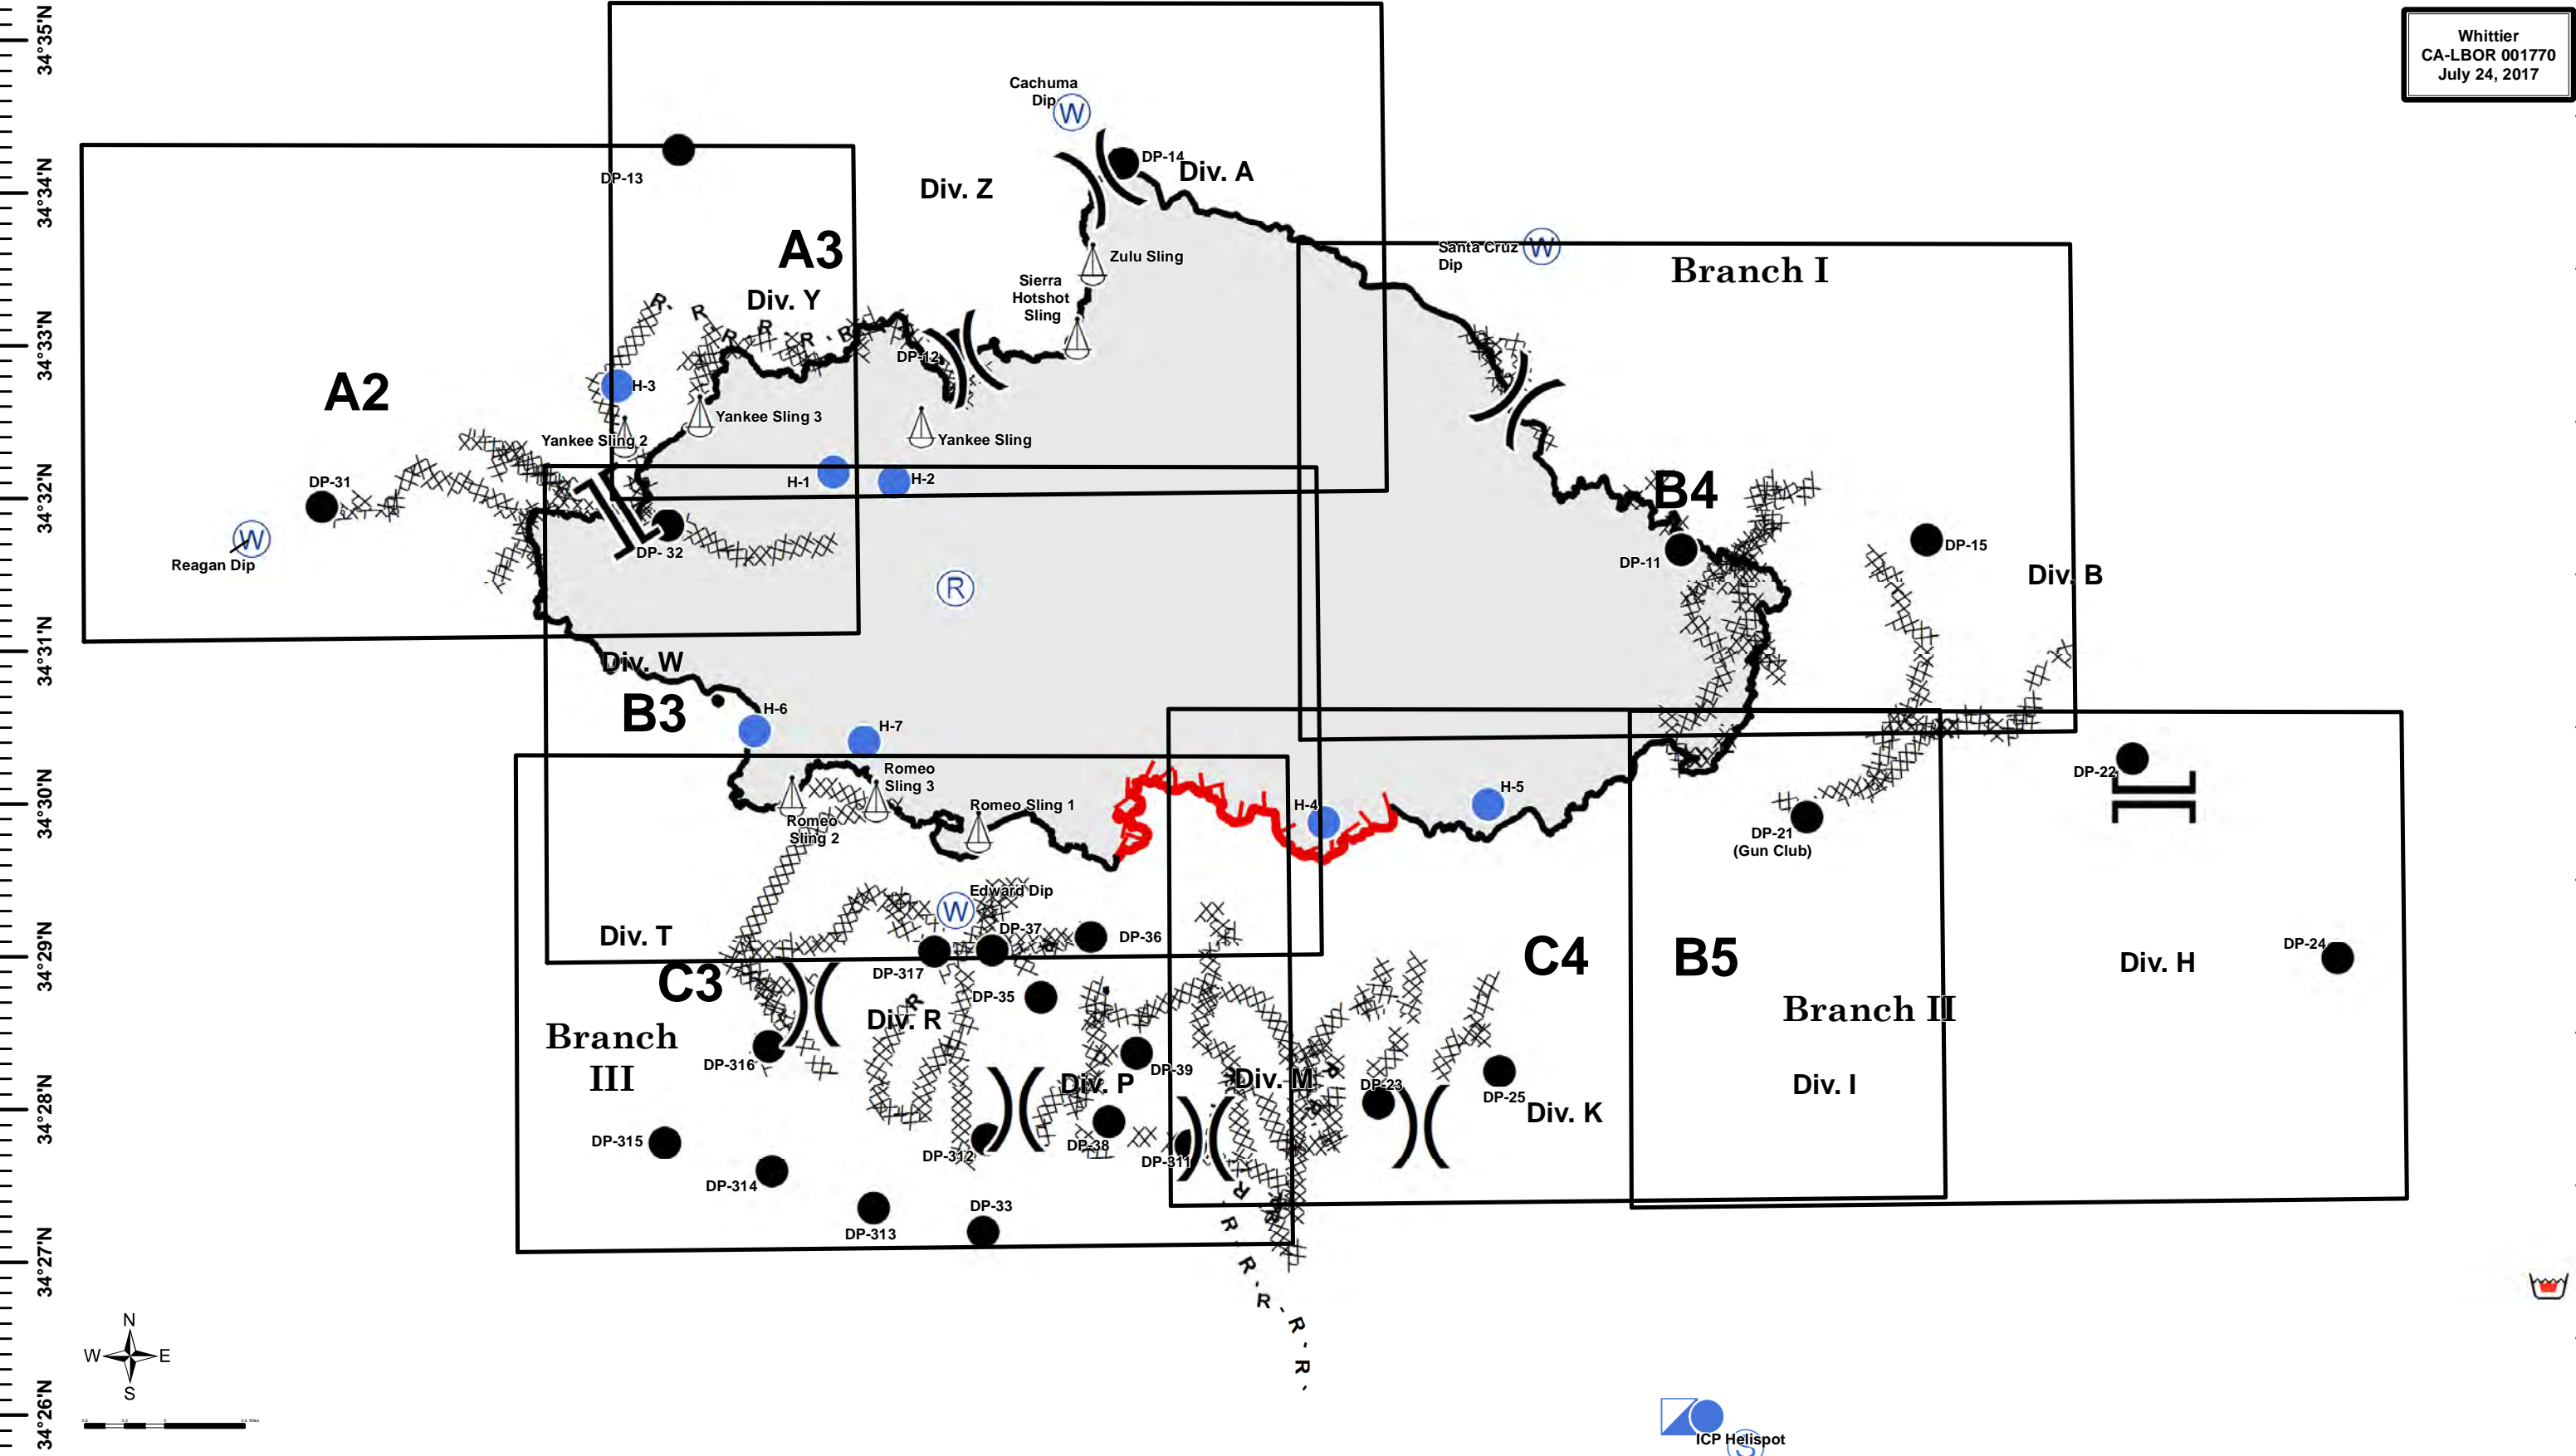 34°35'N
34°34'N
34°33'N
34°32'N
34°31'N
34°30'N
34°29'N
34°28'N
34°27'N
34°26'N
Whittier
CA-LBOR 001770
July 24, 2017
Cachuma
Dip
W
DP-14
Div. A
DP-13
Div. Z
A3
Div. Y
Zulu Sling
Sierra
Hotshot
Sling
Santa Cruz
Dip
W
Branch I
R
R
R
R
R
R
DP-12
A2
H-3
Yankee Sling 3
Yankee Sling 2
Yankee Sling
H-1
H-2
DP-31
W
Reagan Dip
DP- 32
B4
DP-11
DP-15
Div. B
R
Div. W
B3
H-6
H-7
Romeo
Sling 3
Romeo
Sling 2
Romeo Sling 1
H-4
H-5
DP-22
DP-21
(Gun Club)
Edward Dip
W
DP-37
DP-36
Div. T
DP-317
C3
DP-35
R
Div. R
C4
B5
DP-24
Div. H
Branch
III
Branch II
DP-316
DP-39
Div. P
Div. M
R
R
DP-23
DP-25
Div. K
Div. I
DP-315
DP-312
DP-38
DP-311
DP-314
DP-313
DP-33
R
R
R
R
R
R
R
N
W
E
S
ICP Helispot
S